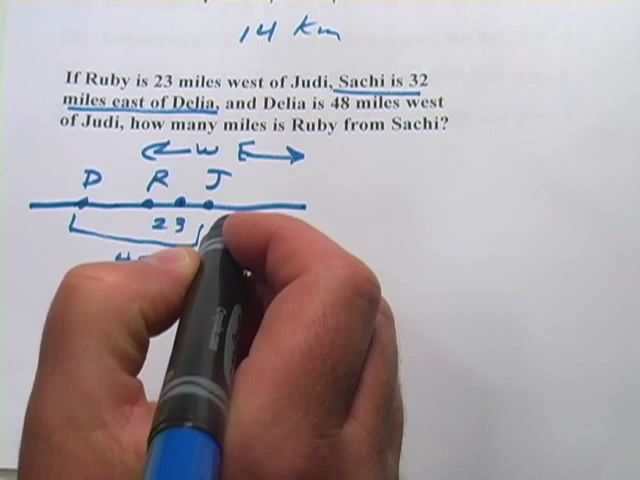 14 Km
If Ruby is 23 miles west of Judi, Sachi is 32
miles east of Delia, and Delia is 48 miles west
of Judi, how many miles is Ruby from Sachi?
W E
D R J
23